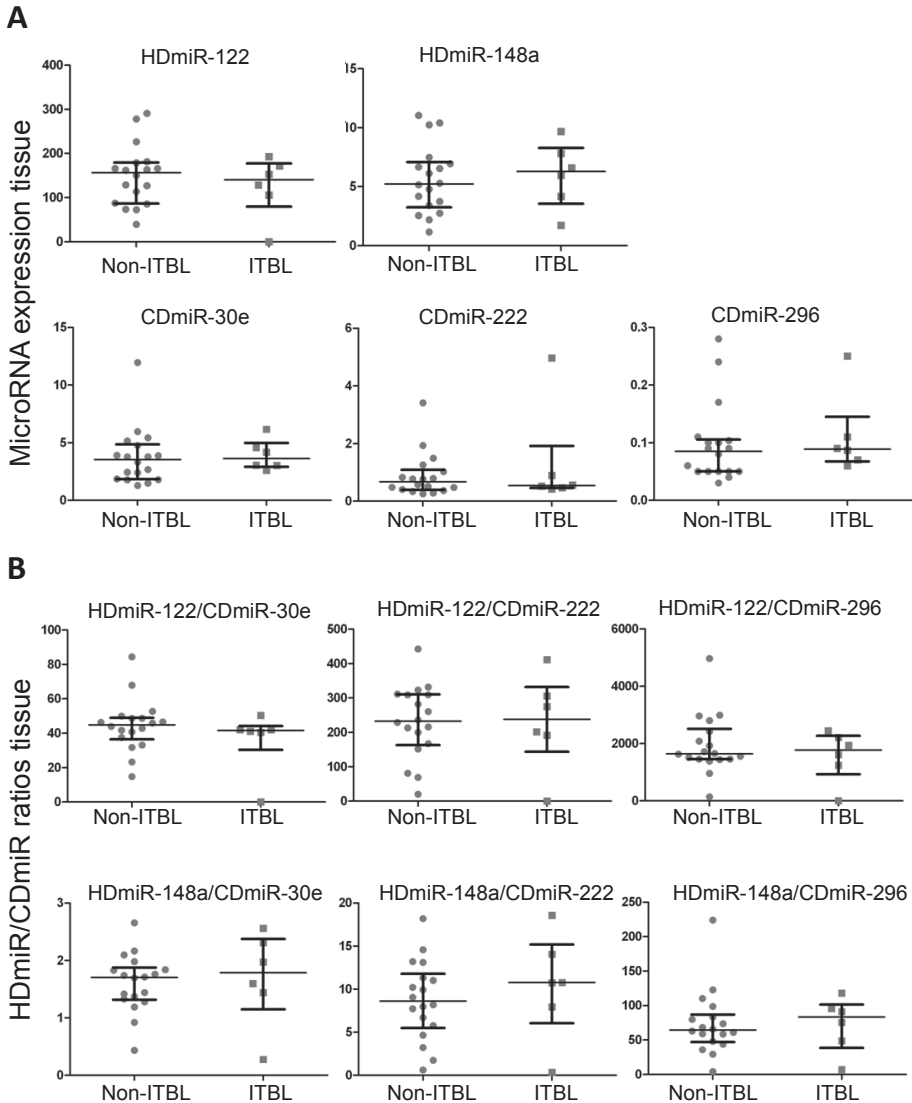 A
HDmiR-122
HDmiR-148a
MicroRNA expression tissue
400
300
200
100
0
Non-ITBL ITBL
15
10
5
0
Non-ITBL ITBL
CDmiR-30e
CDmiR-222
CDmiR-296
15
10
5
0
Non-ITBL ITBL
6
4
2
0
Non-ITBL ITBL
0.3
0.2
0.1
0.0
Non-ITBL ITBL
B
HDmiR/CDmiR ratios tissue
HDmiR-122/CDmiR-30e
HDmiR-122/CDmiR-222
HDmiR-122/CDmiR-296
100
80
60
40
20
0
Non-ITBL ITBL
500
400
300
200
100
0
Non-ITBL ITBL
6000
4000
2000
0
Non-ITBL ITBL
HDmiR-148a/CDmiR-30e
HDmiR-148a/CDmiR-222
HDmiR-148a/CDmiR-296
3
2
1
0
Non-ITBL ITBL
20
15
10
5
0
Non-ITBL ITBL
250
200
150
100
50
0
Non-ITBL ITBL